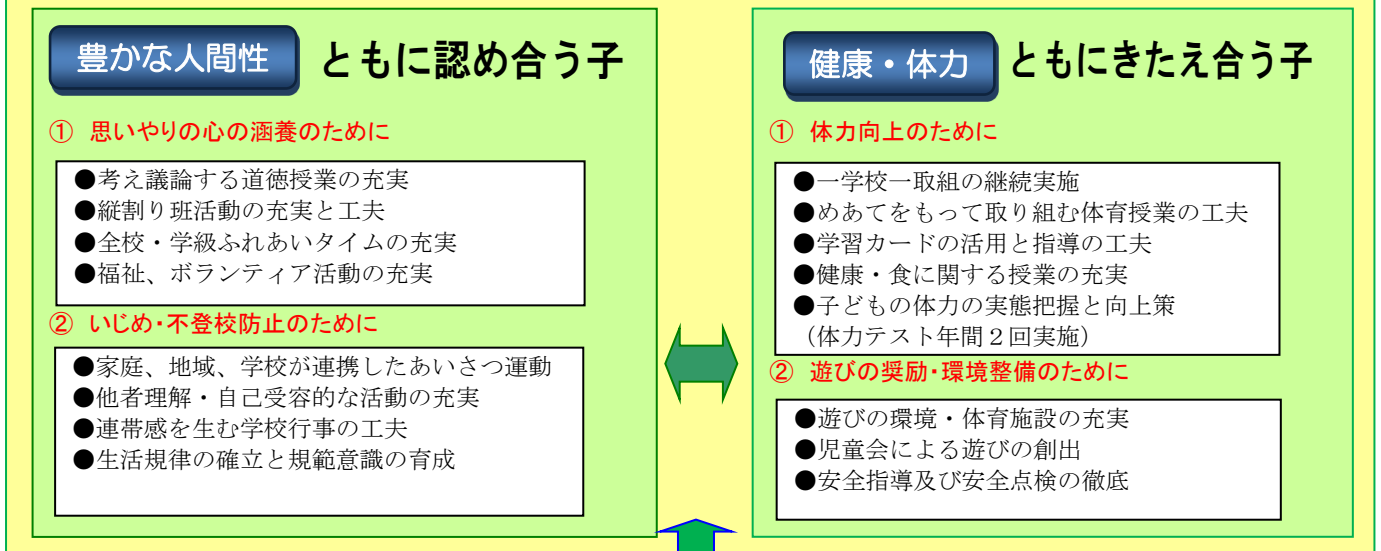 豊かな人間性 ともに認め合う子
① 思いやりの心の涵養のために
●考え議論する道徳授業の充実
●縦割り班活動の充実と工夫
●全校・学級ふれあいタイムの充実
●福祉、ボランティア活動の充実
② いじめ・不登校防止のために
●家庭、地域、学校が連携したあいさつ運動
●他者理解・自己受容的な活動の充実
●連帯感を生む学校行事の工夫
●生活規律の確立と規範意識の育成
健康・体力 ともにきたえ合う子
① 体力向上のために
●一学校一取組の継続実施
●めあてをもって取り組む体育授業の工夫
●学習カードの活用と指導の工夫
●健康・食に関する授業の充実
●子どもの体力の実態把握と向上策
（体力テスト年間２回実施）
② 遊びの奨励・環境整備のために
●遊びの環境・体育施設の充実
●児童会による遊びの創出
●安全指導及び安全点検の徹底